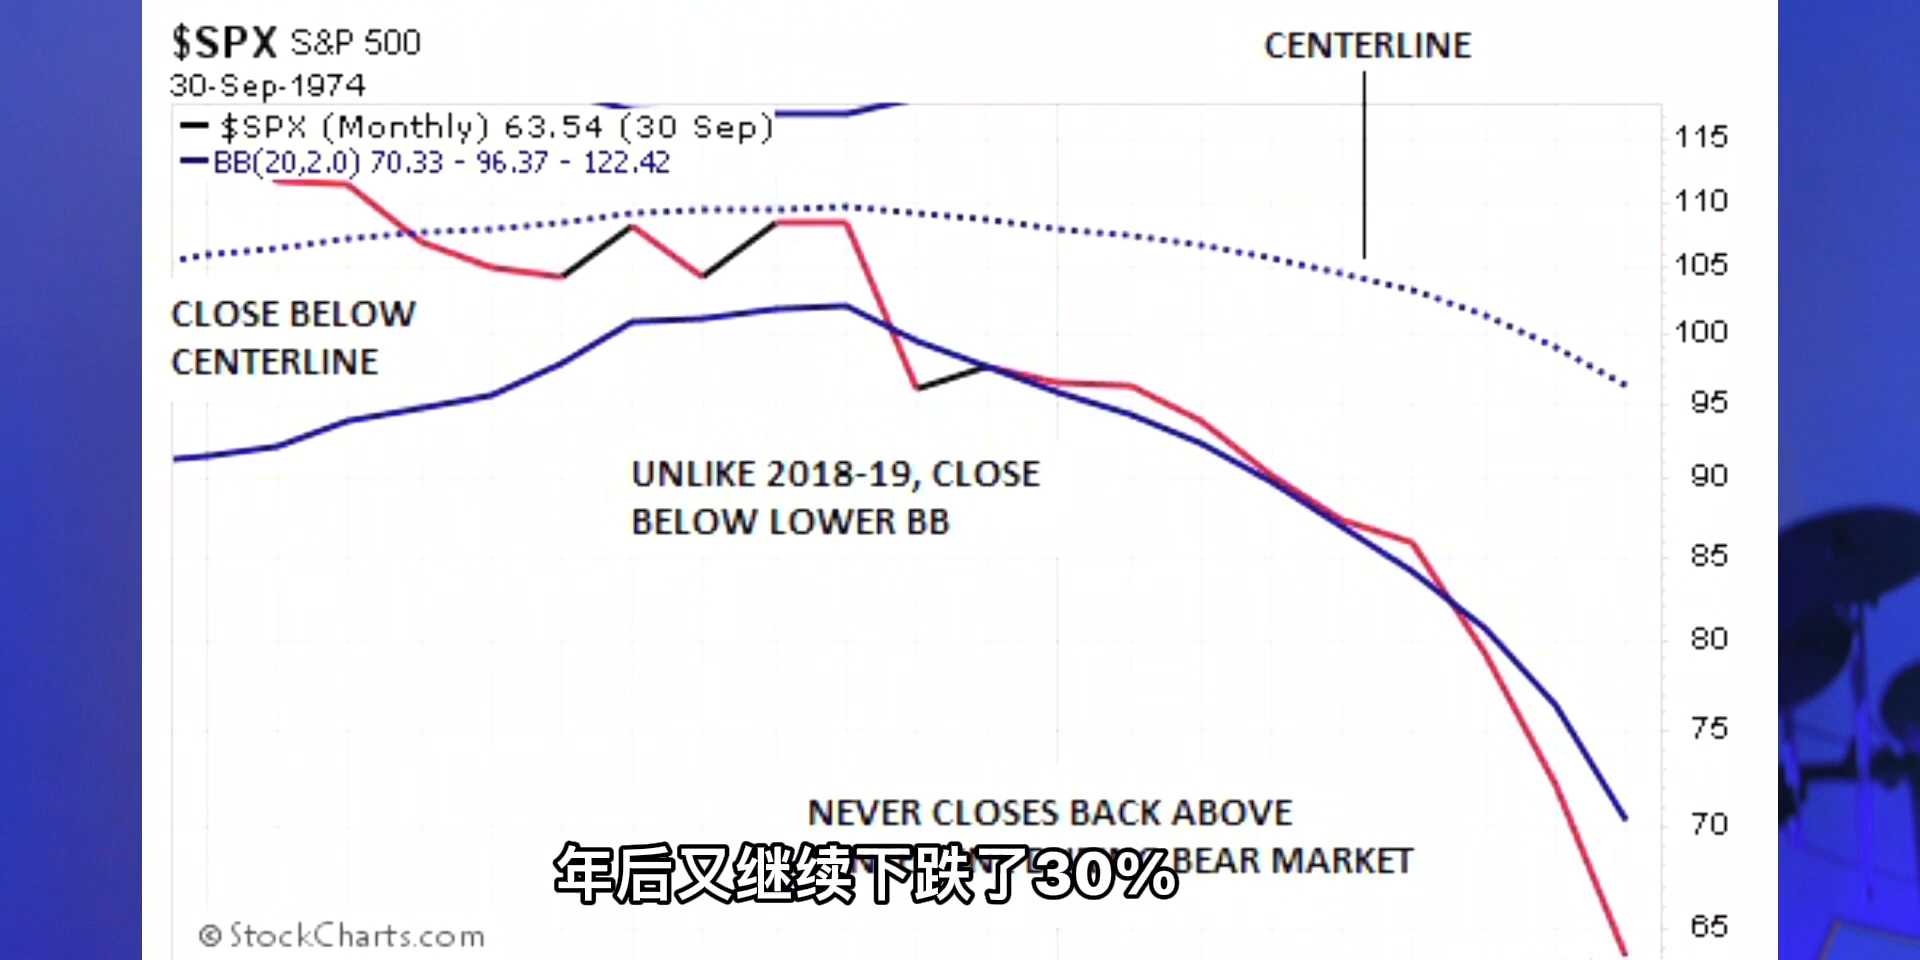 $SPX S&P 500
30-Sep-1974
CENTERLINE
$SPX (Monthly) 63.54 (30 Sep)
BB(20,2.0) 70.33 - 96.37 - 122.42
115
110
105
100
95
90
85
80
75
70
65
CLOSE BELOW
CENTERLINE
UNLIKE 2018-19, CLOSE
BELOW LOWER BB
NEVER CLOSES BACK ABOVE
BEAR MARKET
年后又继续下跌了30%
© StockCharts.com